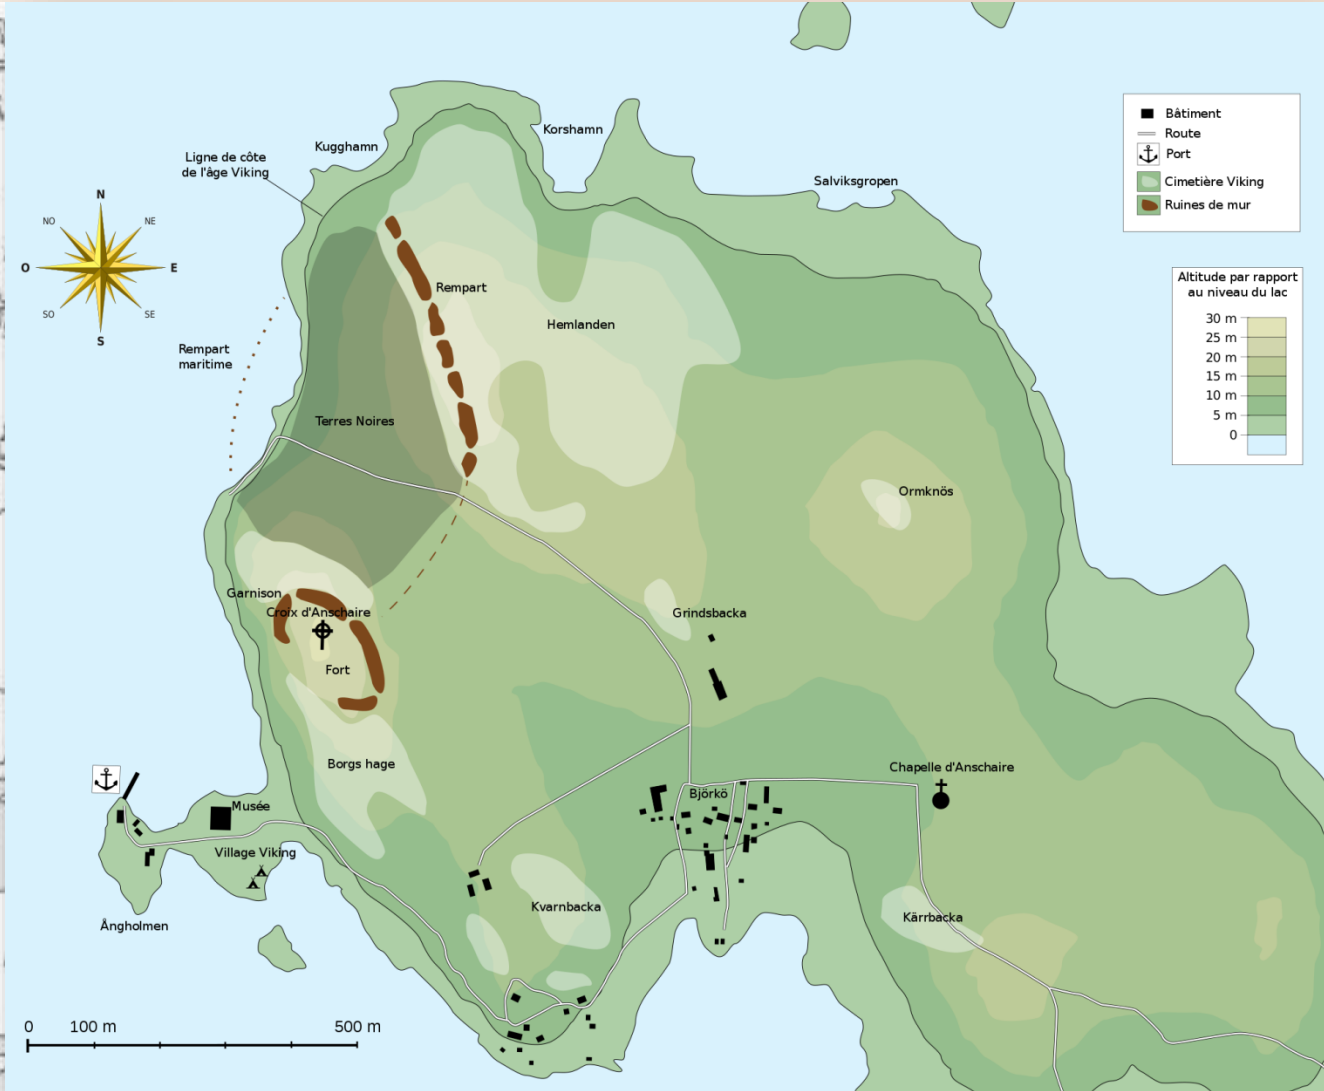 Korshamn
Kugghamn
Ligne de côte
de l'âge Viking
Salviksgropen
N
NO
NE
O
E
SO
SE
S
Bâtiment
Route
Port
Cimetière Viking
Ruines de mur
Altitude par rapport
au niveau du lac
30 m
25 m
20 m
15 m
10 m
5 m
0
Rempart
Hemlanden
Rempart
maritime
Terres Noires
Ormknös
Garnison
Croix d'Anschaire
Grindsbacka
Fort
Borgs hage
Chapelle d'Anschaire
Björkö
Musée
Village Viking
Kvarnbacka
Kärrbacka
Ångholmen
0
100 m
500 m